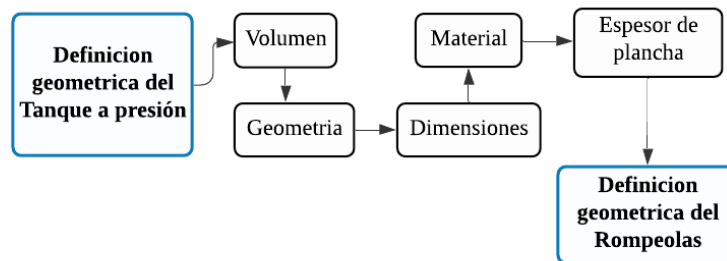 Definicion
geometrica del
Tanque a presión
Volumen
Geometria
Dimensiones
Material
Espesor de
plancha
Definicion
geometrica del
Rompeolas